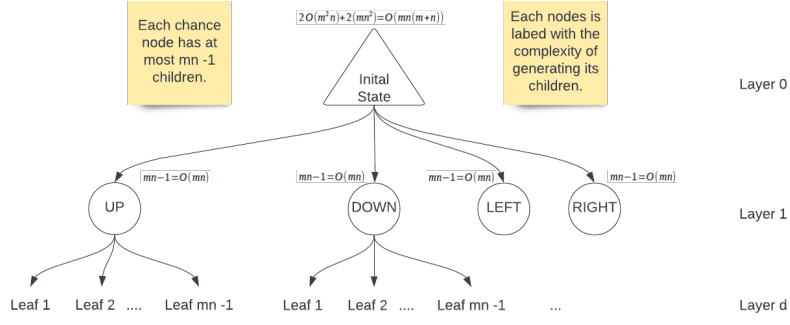 2O(m²n)+2(mn²)=O(mn(m+n))
Each chance
node has at
most mn -1
children.
Each nodes is
labed with the
complexity of
generating its
children.
Inital
State
Layer 0
mn−1=O(mn)
mn−1=O(mn)
mn−1=O(mn)
mn−1=O(mn)
UP
DOWN
LEFT
RIGHT
Layer 1
Leaf 1 Leaf 2 .... Leaf mn -1
Leaf 1 Leaf 2 .... Leaf mn -1
...
Layer d